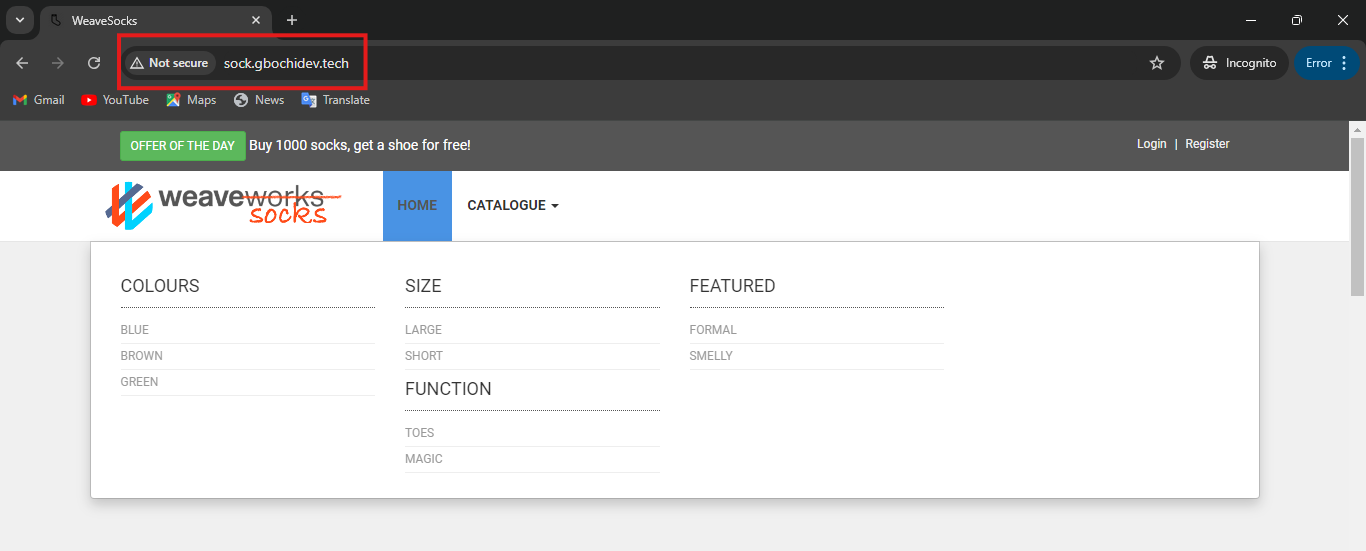 WeaveSocks
Not secure sock.gbochidev.tech Incognito Error
Gmail YouTube Maps News Translate
OFFER OF THE DAY Buy 1000 socks, get a shoe for free! Login | Register
weaveworks
socks
HOME CATALOGUE
COLOURS SIZE FEATURED
BLUE LARGE FORMAL
BROWN SHORT SMELLY
GREEN
FUNCTION
TOES
MAGIC